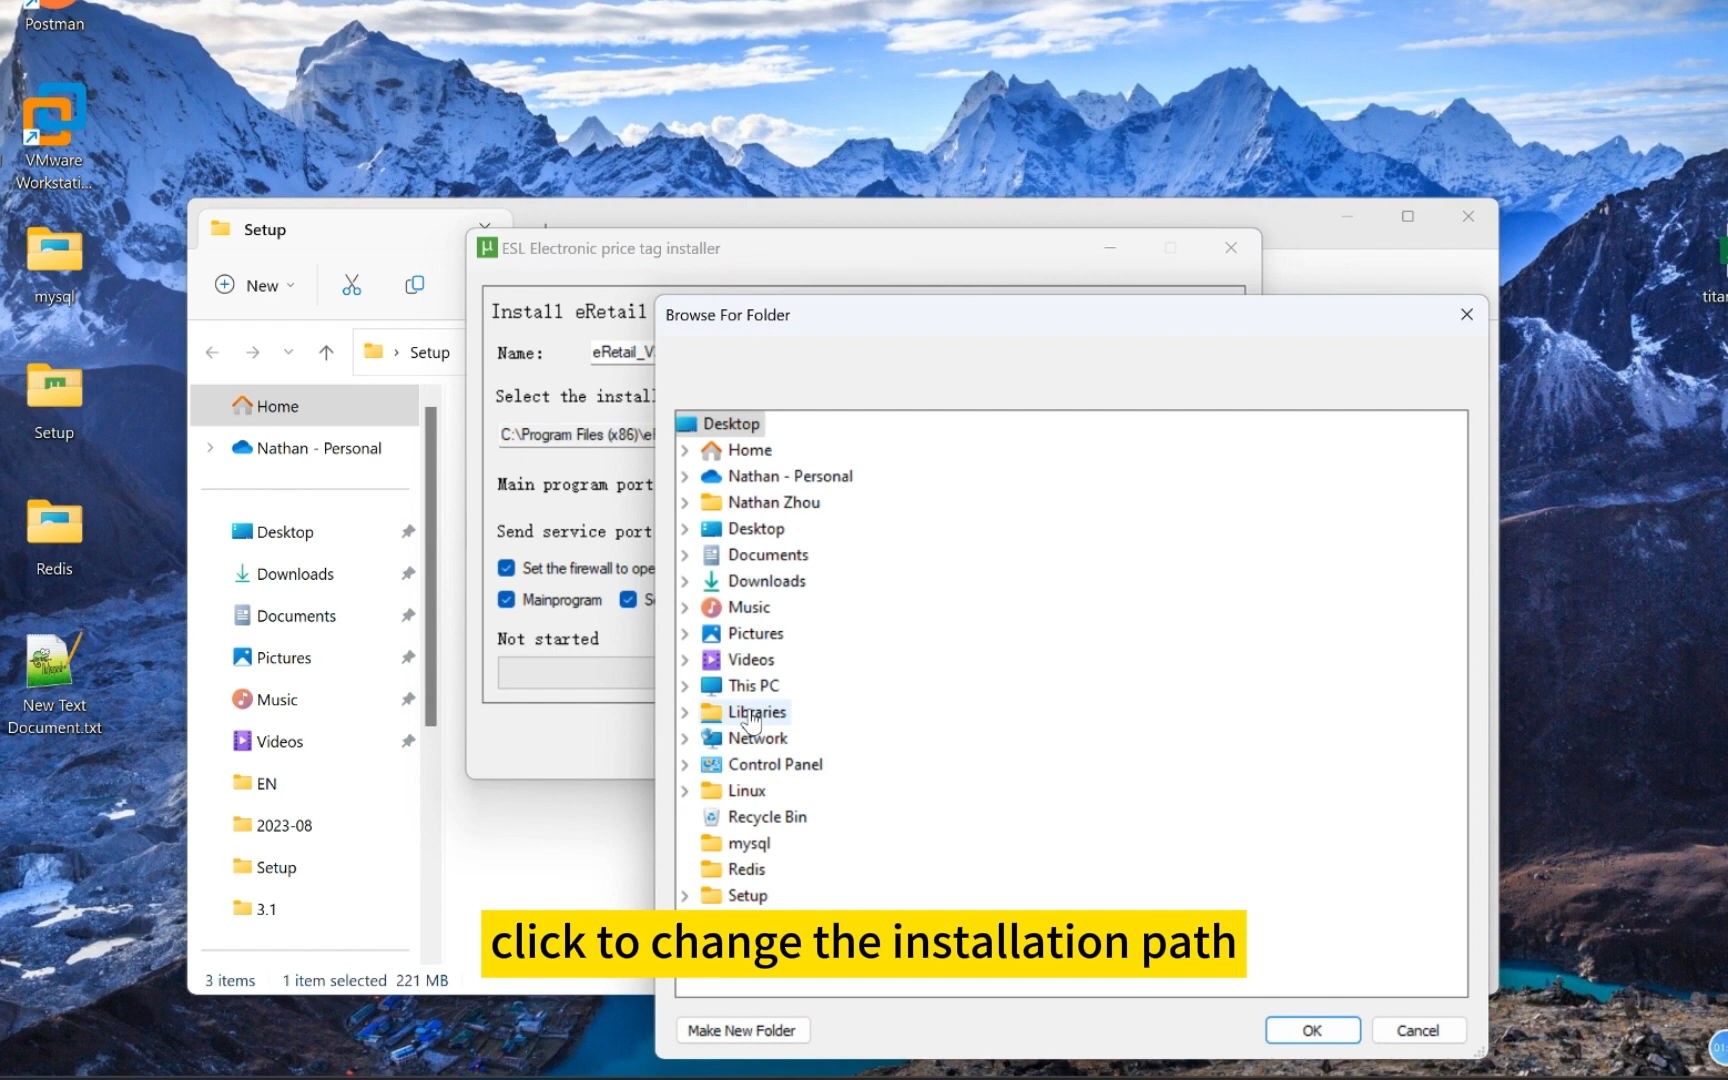 Postman
VMware
Workstati...
mysql
Setup
Redis
New Text
Document.txt
Setup
New
Setup
Home
Nathan - Personal
Desktop
Downloads
Documents
Pictures
Music
Videos
EN
2023-08
Setup
3.1
3 items 1 item selected 221 MB
ESL Electronic price tag installer
Install eRetail
Name: eRetail_V
Select the instal
C:\Program Files (x86)\e
Main program port
Send service port
Set the firewall to ope
Mainprogram S
Not started
Browse For Folder
Desktop
Home
Nathan - Personal
Nathan Zhou
Desktop
Documents
Downloads
Music
Pictures
Videos
This PC
Libraries
Network
Control Panel
Linux
Recycle Bin
mysql
Redis
Setup
click to change the installation path
Make New Folder OK Cancel
titan
01: